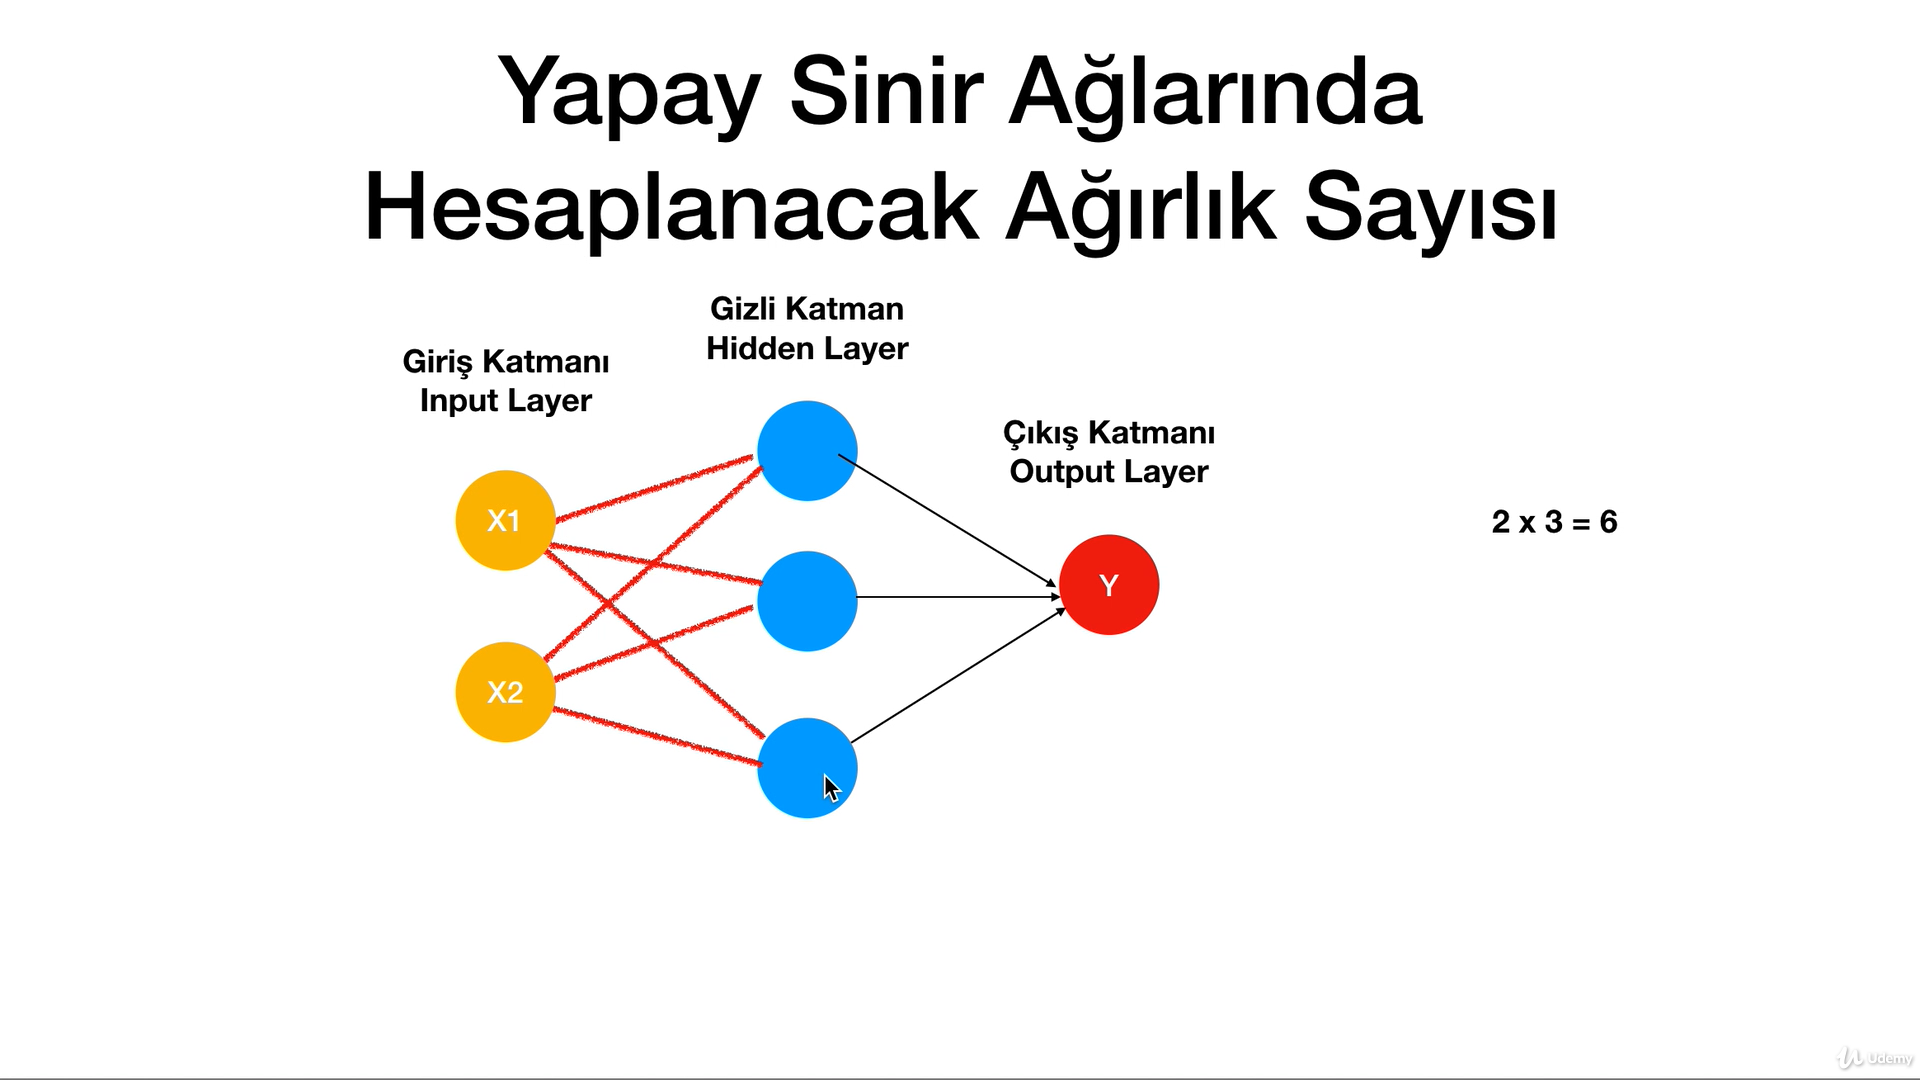 Yapay Sinir Ağlarında
Hesaplanacak Ağırlık Sayısı
Gizli Katman
Hidden Layer
Giriş Katmanı
Input Layer
Çıkış Katmanı
Output Layer
X1
2 x 3 = 6
Y
X2
Udemy